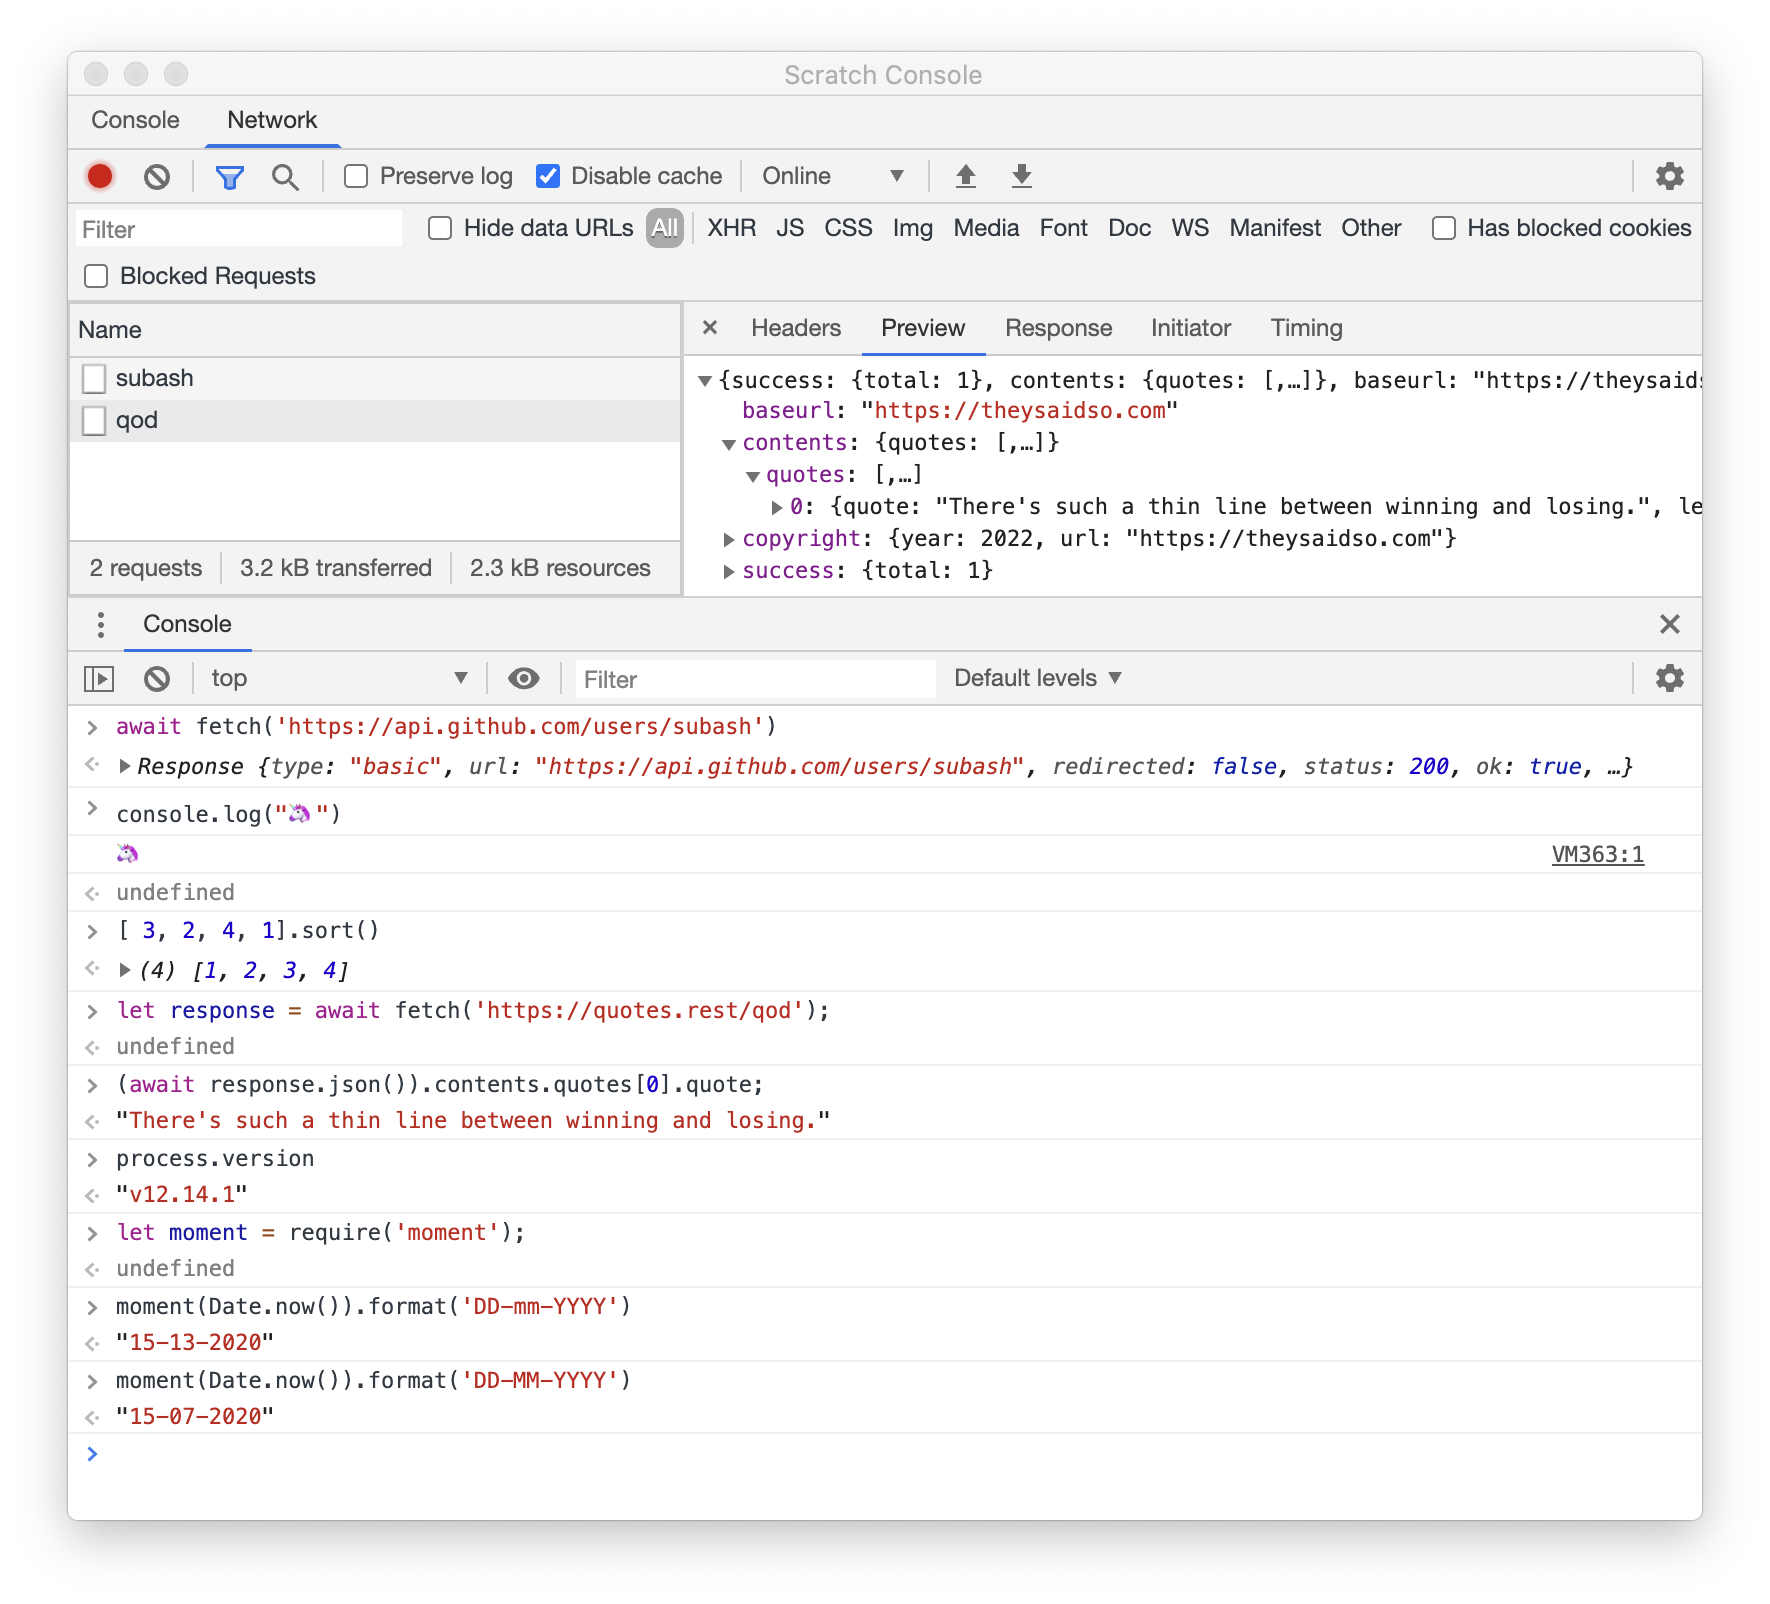 Scratch Console
Console Network
Preserve log Disable cache Online
Filter Hide data URLs All XHR JS CSS Img Media Font Doc WS Manifest Other Has blocked cookies
Blocked Requests
Name
subash
qod
2 requests 3.2 kB transferred 2.3 kB resources
× Headers Preview Response Initiator Timing
{success: {total: 1}, contents: {quotes: [,…]}, baseurl: "https://theysaids
baseurl: "https://theysaidso.com"
contents: {quotes: [,…]}
quotes: [,…]
0: {quote: "There's such a thin line between winning and losing.", le
copyright: {year: 2022, url: "https://theysaidso.com"}
success: {total: 1}
Console
top Filter Default levels
await fetch('https://api.github.com/users/subash')
Response {type: "basic", url: "https://api.github.com/users/subash", redirected: false, status: 200, ok: true, …}
console.log("🦄")
🦄 VM363:1
undefined
[ 3, 2, 4, 1].sort()
(4) [1, 2, 3, 4]
let response = await fetch('https://quotes.rest/qod');
undefined
(await response.json()).contents.quotes[0].quote;
"There's such a thin line between winning and losing."
process.version
"v12.14.1"
let moment = require('moment');
undefined
moment(Date.now()).format('DD-mm-YYYY')
"15-13-2020"
moment(Date.now()).format('DD-MM-YYYY')
"15-07-2020"